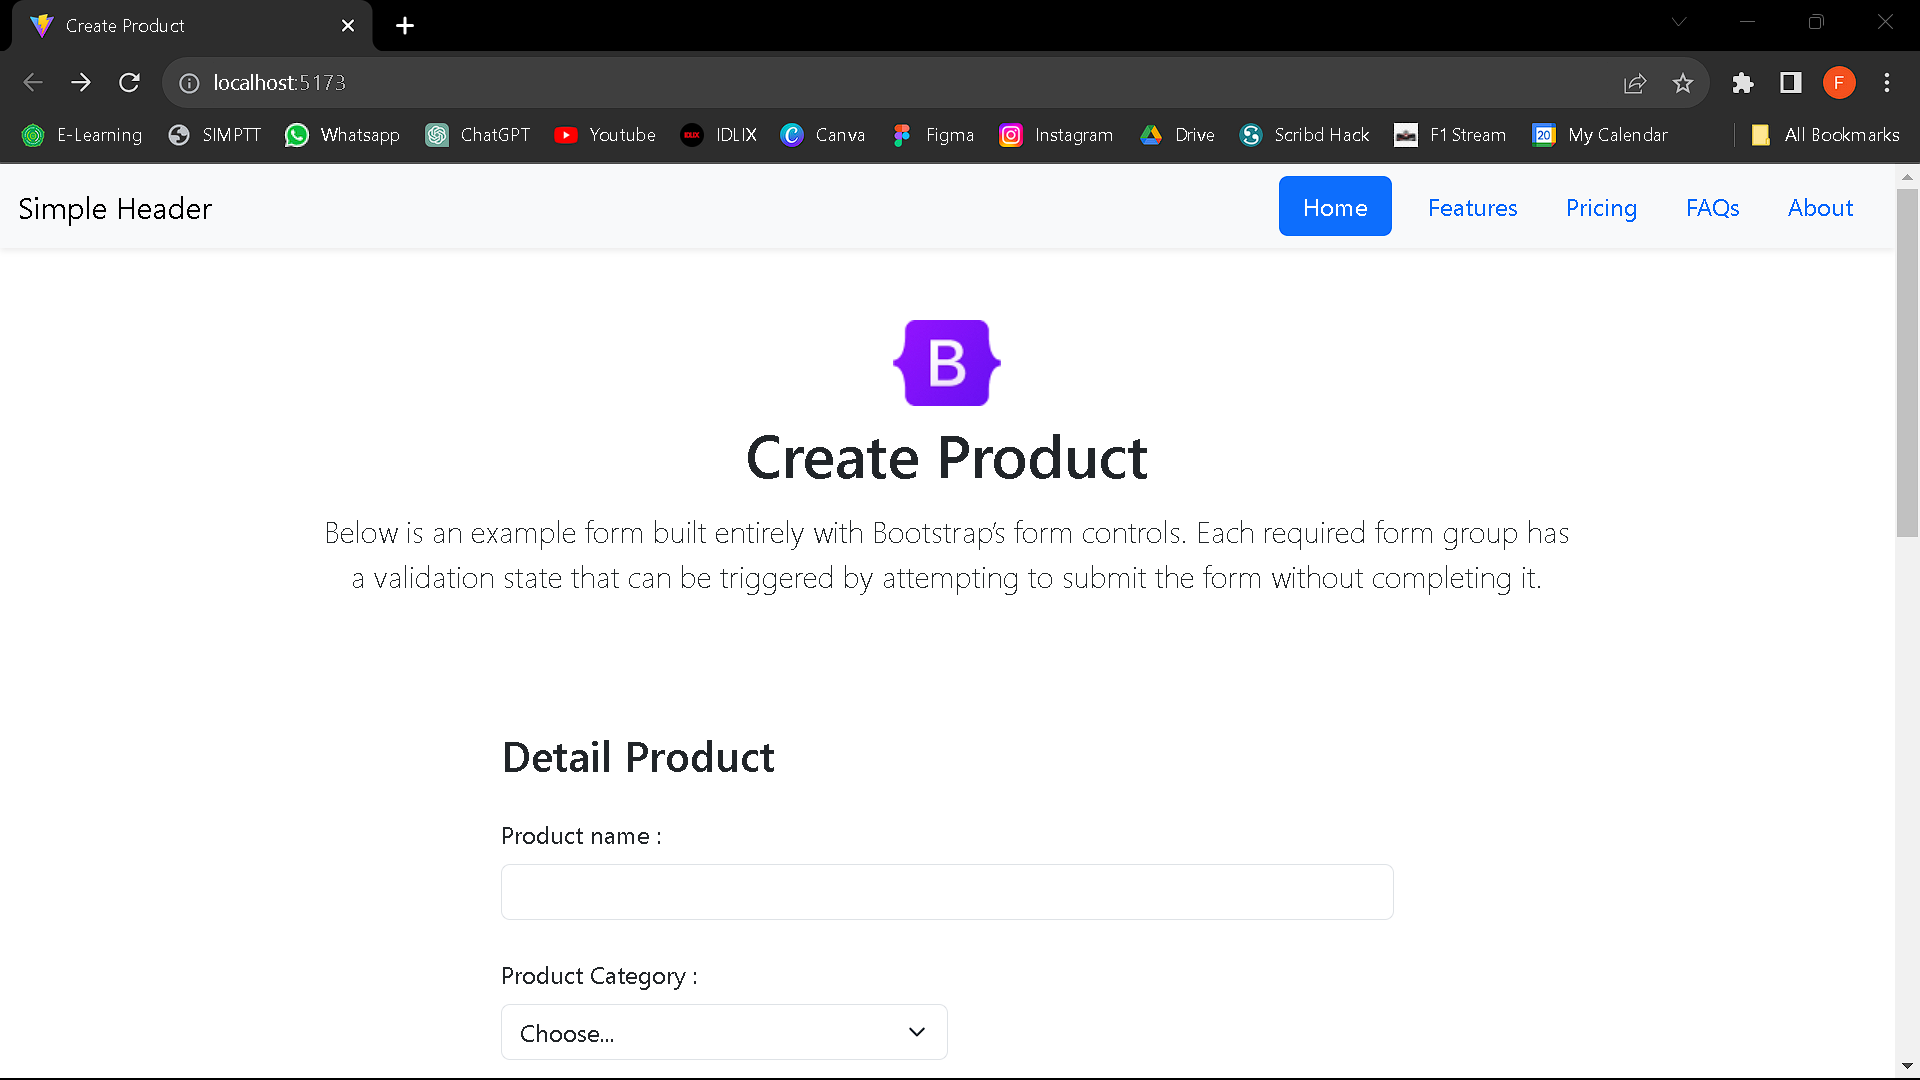 Create Product
localhost:5173
F
E-Learning SIMPTT Whatsapp ChatGPT Youtube IDLIX Canva Figma Instagram Drive Scribd Hack F1 Stream 20 My Calendar All Bookmarks
Simple Header Home Features Pricing FAQs About
B
Create Product
Below is an example form built entirely with Bootstrap’s form controls. Each required form group has
a validation state that can be triggered by attempting to submit the form without completing it.
Detail Product
Product name :
Product Category :
Choose...